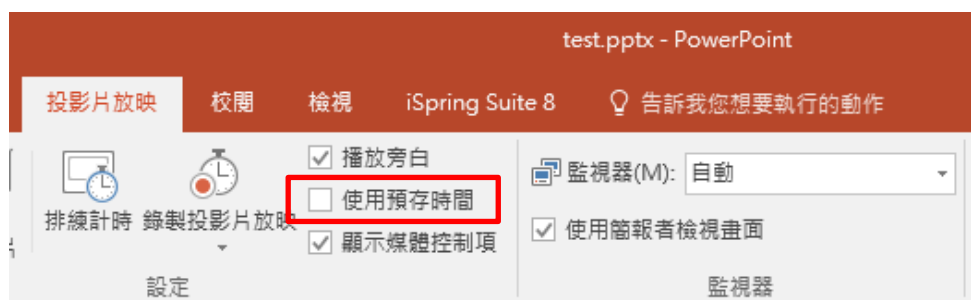 test.pptx - PowerPoint
投影片放映 校閱 檢視 iSpring Suite 8 告訴我您想要執行的動作
播放旁白
監視器(M): 自動
使用預存時間
排練計時 錄製投影片放映
使用簡報者檢視畫面
顯示媒體控制項
設定 監視器